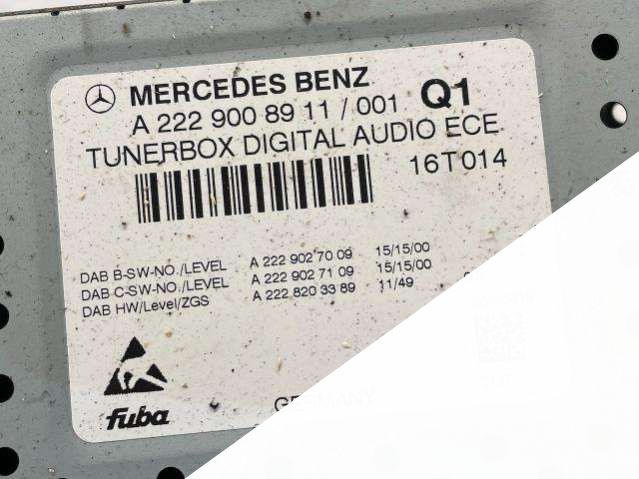 MERCEDES BENZ Q1
A 222 900 89 11 / 001
TUNERBOX DIGITAL AUDIO ECE
16T014
DAB B-SW-NO./LEVEL A 222 902 70 09 15/15/00
DAB C-SW-NO./LEVEL A 222 902 71 09 15/15/00
DAB HW/Level/ZGS A 222 820 33 89 11/49
fuba
GERMANY